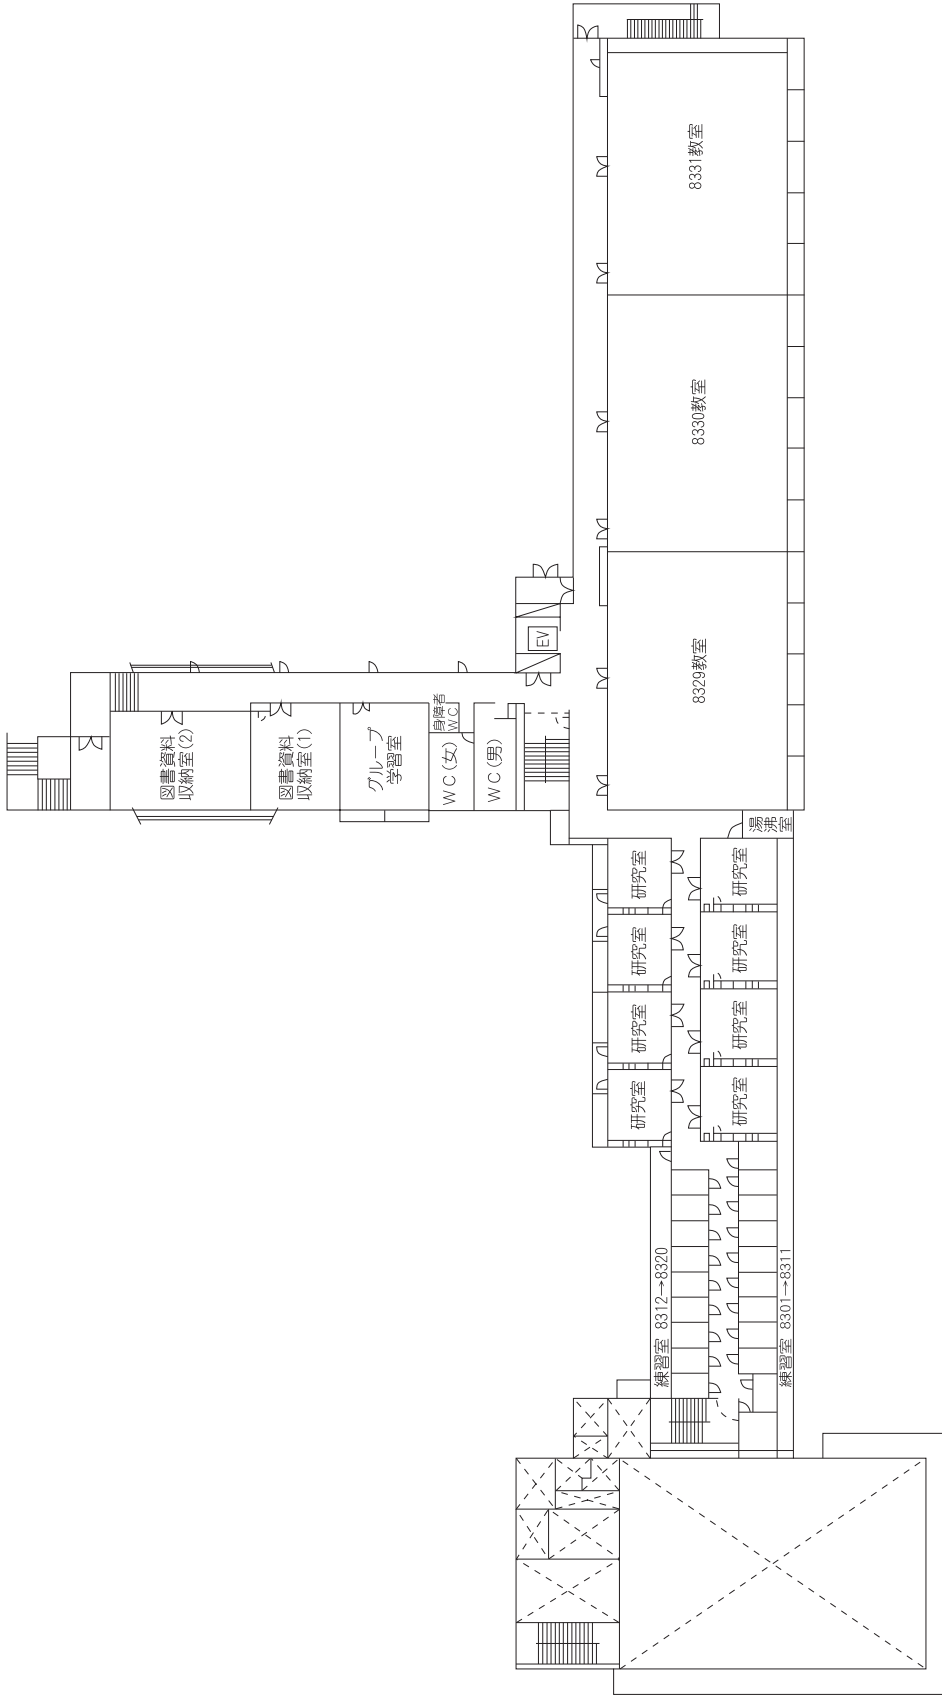 8331教室
8330教室
8329教室
EV
図書資料
収納室(2)
図書資料
収納室(1)
グループ
学習室
身障者
WC
WC(女)
WC(男)
湯沸
室
研究室
研究室
研究室
研究室
研究室
研究室
研究室
研究室
練習室 8312→8320
練習室 8301→8311